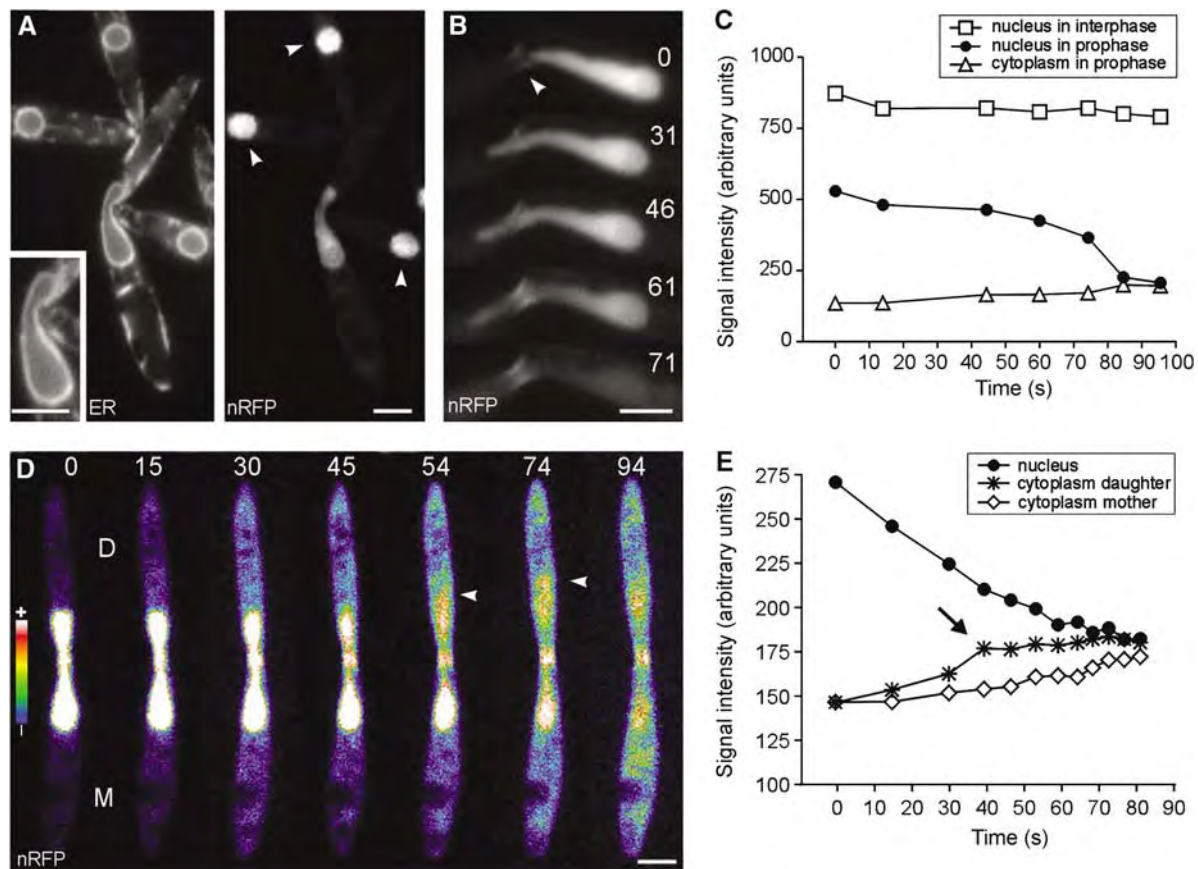 A
ER
nRFP
B
0
31
46
61
71
nRFP
C
nucleus in interphase
nucleus in prophase
cytoplasm in prophase
Signal intensity (arbitrary units)
1000
750
500
250
0
0 10 20 30 40 50 60 70 80 90 100
Time (s)
D 0 15 30 45 54 74 94
D
+
–
M
nRFP
E
nucleus
cytoplasm daughter
cytoplasm mother
Signal intensity (arbitrary units)
275
250
225
200
175
150
125
100
0 10 20 30 40 50 60 70 80 90
Time (s)